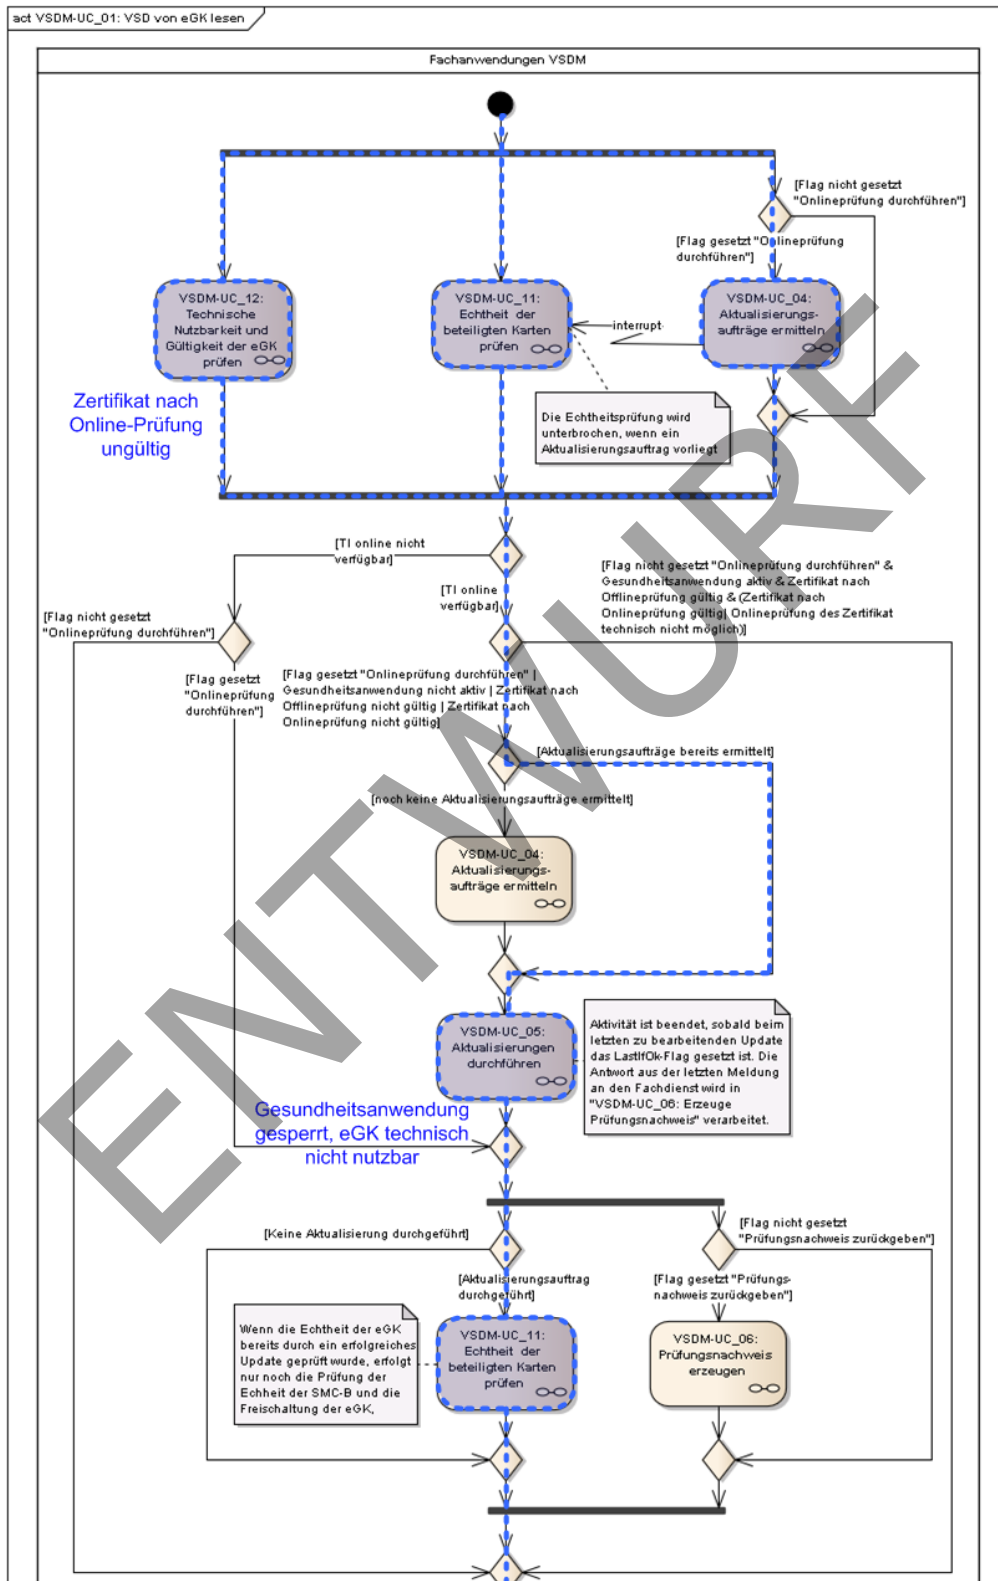 act VSDM-UC_01: VSD von eGK lesen
Fachanwendungen VSDM
[Flag nicht gesetzt
"Onlineprüfung durchführen"]
[Flag gesetzt "Onlineprüfung
durchführen"]
VSDM-UC_12:
Technische
Nutzbarkeit und
Gültigkeit der eGK
prüfen
VSDM-UC_11:
Echtheit der
beteiligten Karten
prüfen
interrupt
VSDM-UC_04:
Aktualisierungs-
aufträge ermitteln
Zertifikat nach
Online-Prüfung
ungültig
Die Echtheitsprüfung wird
unterbrochen, wenn ein
Aktualisierungsauftrag vorliegt
[TI online nicht
verfügbar]
[TI online
verfügbar]
[Flag nicht gesetzt "Onlineprüfung durchführen" &
Gesundheitsanwendung aktiv & Zertifikat nach
Offlineprüfung gültig & (Zertifikat nach
Onlineprüfung gültig| Onlineprüfung des Zertifikat
technisch nicht möglich)]
[Flag nicht gesetzt
"Onlineprüfung durchführen"]
[Flag gesetzt
"Onlineprüfung
durchführen"]
[Flag gesetzt "Onlineprüfung durchführen" |
Gesundheitsanwendung nicht aktiv | Zertifikat nach
Offlineprüfung nicht gültig | Zertifikat nach
Onlineprüfung nicht gültig]
[Aktualisierungsaufträge bereits ermittelt]
[noch keine Aktualisierungsaufträge ermittelt]
VSDM-UC_04:
Aktualisierungs-
aufträge ermitteln
VSDM-UC_05:
Aktualisierungen
durchführen
Aktivität ist beendet, sobald beim
letzten zu bearbeitenden Update
das LastIfOk-Flag gesetzt ist. Die
Antwort aus der letzten Meldung
an den Fachdienst wird in
"VSDM-UC_06: Erzeuge
Prüfungsnachweis" verarbeitet.
Gesundheitsanwendung
gesperrt, eGK technisch
nicht nutzbar
[Keine Aktualisierung durchgeführt]
[Flag nicht gesetzt
"Prüfungsnachweis zurückgeben"]
[Aktualisierungsauftrag
durchgeführt]
[Flag gesetzt "Prüfungs-
nachweis zurückgeben"]
Wenn die Echtheit der eGK
bereits durch ein erfolgreiches
Update geprüft wurde, erfolgt
nur noch die Prüfung der
Echheit der SMC-B und die
Freischaltung der eGK.
VSDM-UC_11:
Echtheit der
beteiligten Karten
prüfen
VSDM-UC_06:
Prüfungsnachweis
erzeugen
ENTWURF